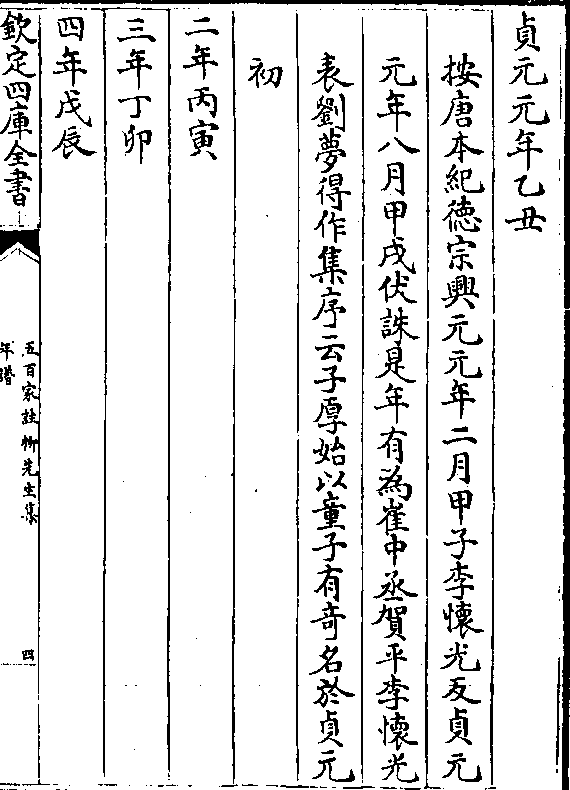 貞元元年乙丑
按唐本紀德宗興元元年二月甲子李懷光反貞元
元年八月甲戌伏誅是年有為崔中丞賀平李懷光
表劉夢得作集序云子厚始以童子有奇名於貞元
初
二年丙寅
三年丁卯
四年戊辰
欽定四庫全書
五百家註柳先生集
年譜
四